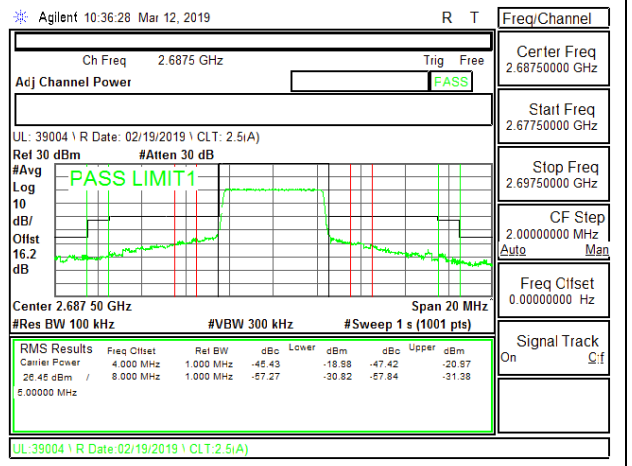 Agilent 10:36:28 Mar 12, 2019 R T
Freq/Channel
Ch Freq 2.6875 GHz Trig Free
Adj Channel Power PASS
UL: 39004 \ R Date: 02/19/2019 \ CLT: 2.5(A)
Ref 30 dBm #Atten 30 dB
#Avg
Log
10
dB/
Offst
16.2
dB
PASS LIMIT1
Center 2.687 50 GHz Span 20 MHz
#Res BW 100 kHz #VBW 300 kHz #Sweep 1 s (1001 pts)
RMS Results Freq Offset Ref BW dBc Lower dBm dBc Upper dBm
Carrier Power 4.000 MHz 1.000 MHz -45.43 -18.98 -47.42 -20.97
26.45 dBm / 8.000 MHz 1.000 MHz -57.27 -30.82 -57.84 -31.38
5.00000 MHz
UL:39004 \ R Date:02/19/2019 \ CLT:2.5(A)
Center Freq
2.68750000 GHz
Start Freq
2.67750000 GHz
Stop Freq
2.69750000 GHz
CF Step
2.00000000 MHz
Auto Man
Freq Offset
0.00000000 Hz
Signal Track
On Off